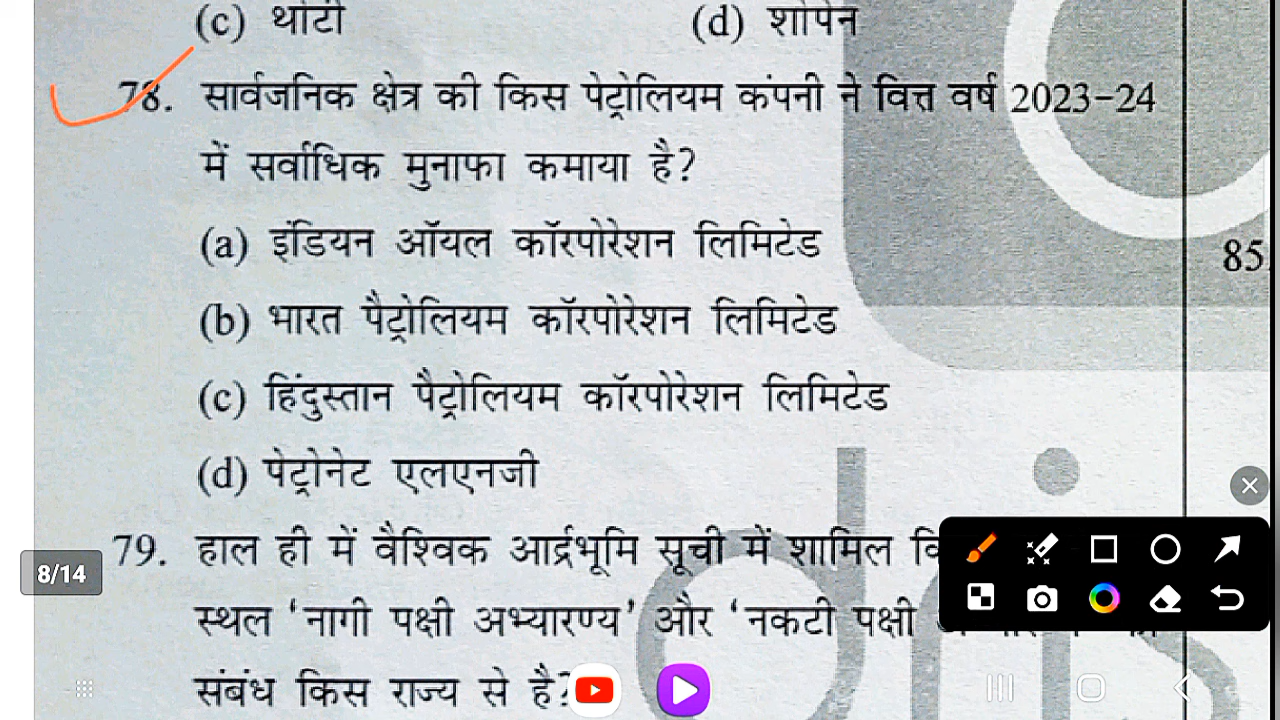 (c) थोटी (d) शोपेन
78. सार्वजनिक क्षेत्र की किस पेट्रोलियम कंपनी ने वित्त वर्ष 2023-24
में सर्वाधिक मुनाफा कमाया है?
(a) इंडियन ऑयल कॉरपोरेशन लिमिटेड
(b) भारत पैट्रोलियम कॉरपोरेशन लिमिटेड
(c) हिंदुस्तान पैट्रोलियम कॉरपोरेशन लिमिटेड
(d) पेट्रोनेट एलएनजी
85.
79. हाल ही में वैश्विक आर्द्रभूमि सूची में शामिल
8/14
स्थल 'नागी पक्षी अभ्यारण्य' और 'नकटी पक्षी
संबंध किस राज्य से है?